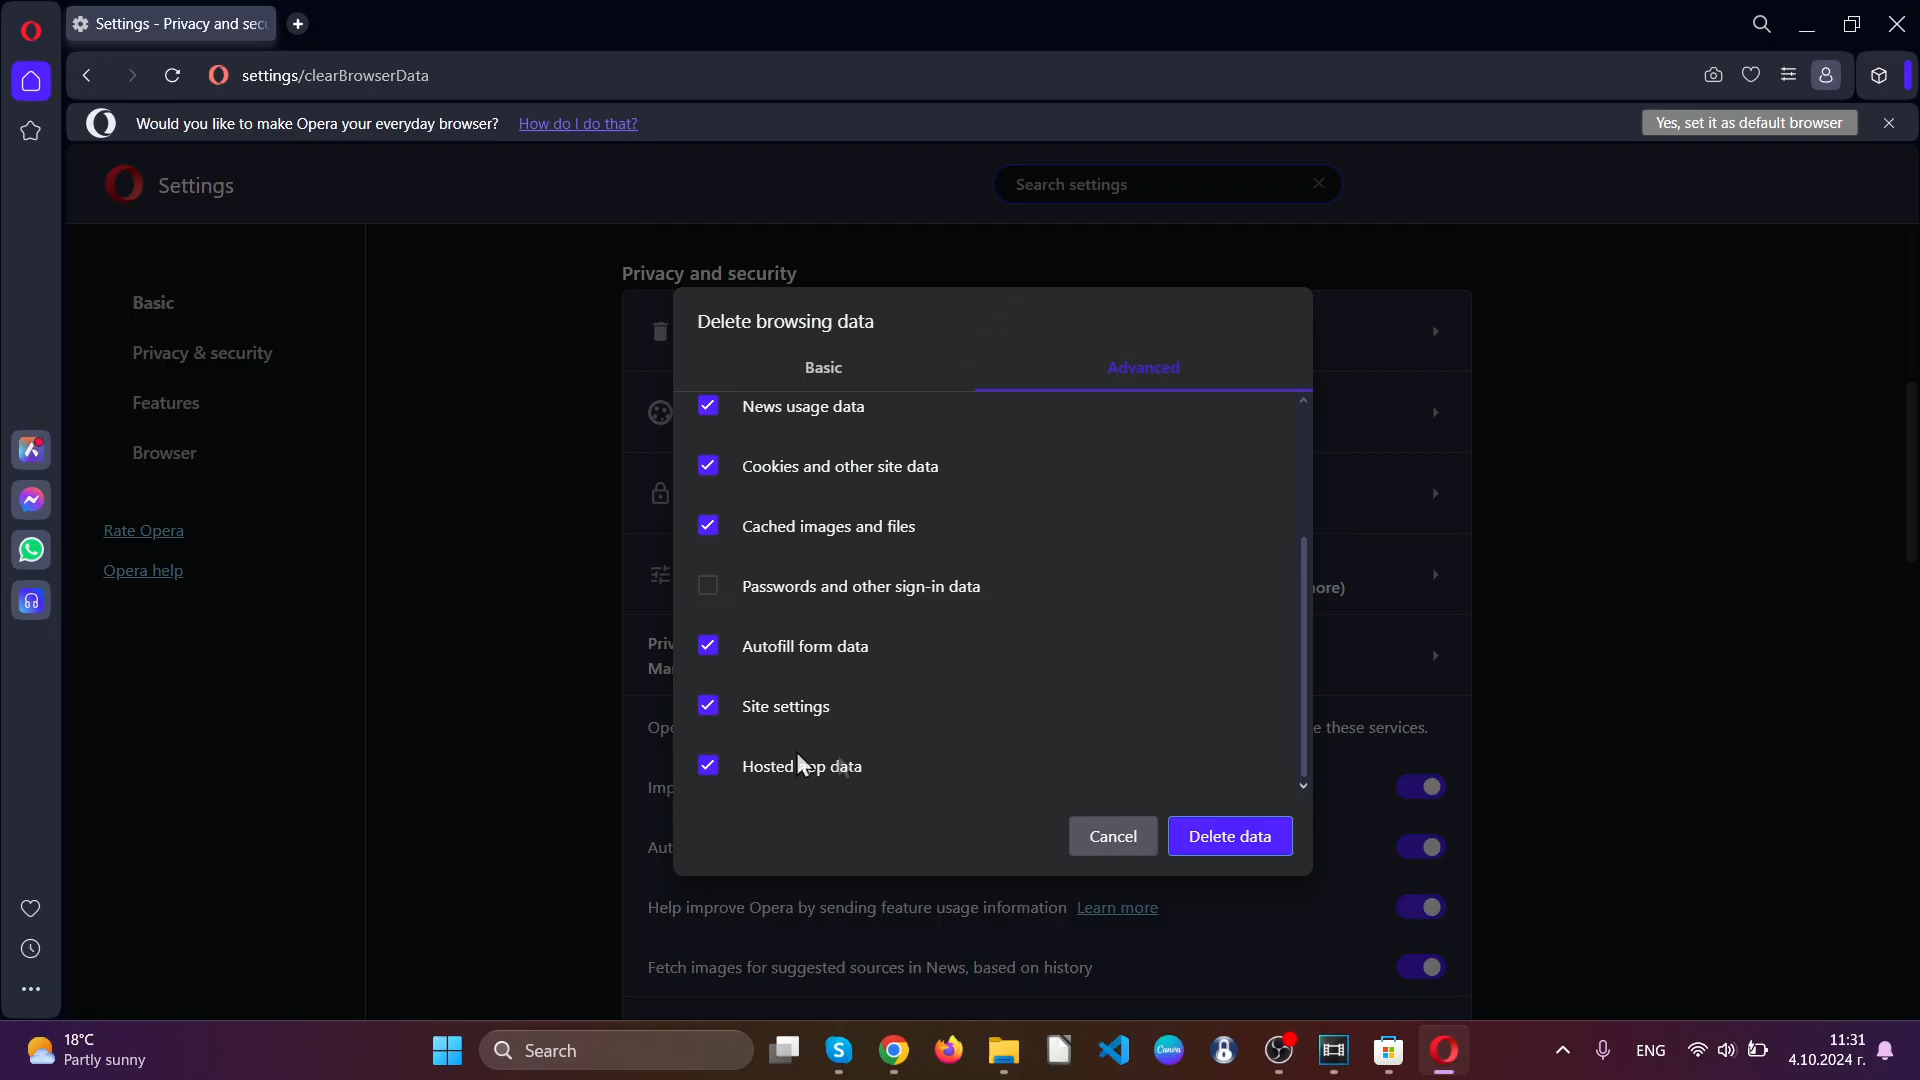 Settings - Privacy and sec
settings/clearBrowserData
Would you like to make Opera your everyday browser? How do I do that?
Yes, set it as default browser
Settings
Search settings
Basic
Privacy & security
Features
Browser
Rate Opera
Opera help
Privacy and security
Delete browsing data
Basic
Advanced
News usage data
Cookies and other site data
Cached images and files
Passwords and other sign-in data
Autofill form data
Site settings
Hosted app data
Cancel
Delete data
ore)
Priv
Ma
Ope
e these services.
Imp
Aut
Help improve Opera by sending feature usage information Learn more
Fetch images for suggested sources in News, based on history
18°C
Partly sunny
Search
Canva
ENG
11:31
4.10.2024 г.